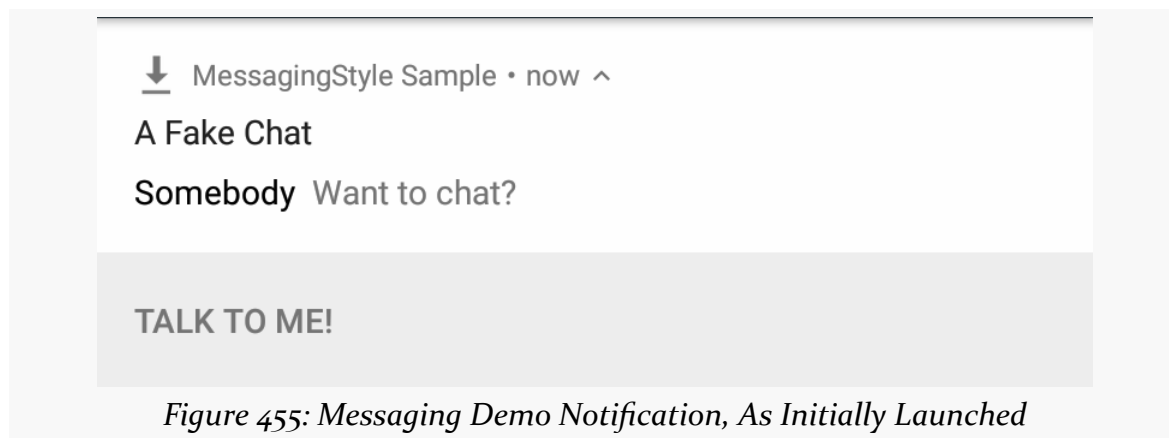 MessagingStyle Sample • now
A Fake Chat
Somebody Want to chat?
TALK TO ME!
Figure 455: Messaging Demo Notification, As Initially Launched